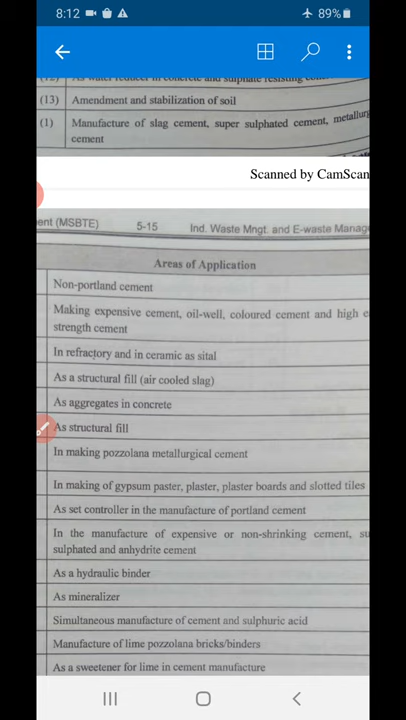 8:12
89%
(13) Amendment and stabilization of soil
(1) Manufacture of slag cement, super sulphated cement,
cement
Scanned by CamScan
ent (MSBTE) 5-15 Ind. Waste Mngt. and E-waste Manag
Areas of Application
Non-portland cement
Making expensive cement, oil-well, coloured cement and high e
strength cement
In refractory and in ceramic as sital
As a structural fill (air cooled slag)
As aggregates in concrete
As structural fill
In making pozzolana metallurgical cement
In making of gypsum paster, plaster, plaster boards and slotted tiles
As set controller in the manufacture of portland cement
In the manufacture of expensive or non-shrinking cement, su
sulphated and anhydrite cement
As a hydraulic binder
As mineralizer
Simultaneous manufacture of cement and sulphuric acid
Manufacture of lime pozzolana bricks/binders
As a sweetener for lime in cement manufacture